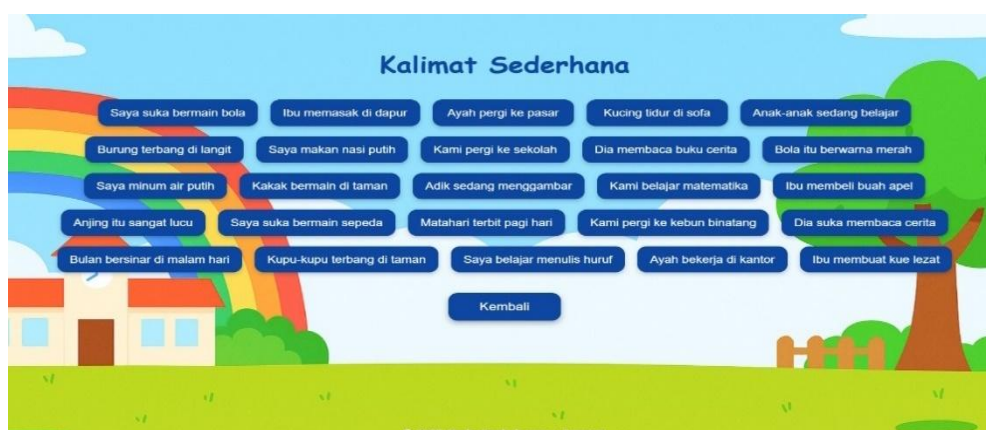 Kalimat Sederhana
Saya suka bermain bola Ibu memasak di dapur Ayah pergi ke pasar Kucing tidur di sofa Anak-anak sedang belajar
Burung terbang di langit Saya makan nasi putih Kami pergi ke sekolah Dia membaca buku cerita Bola itu berwarna merah
Saya minum air putih Kakak bermain di taman Adik sedang menggambar Kami belajar matematika Ibu membeli buah apel
Anjing itu sangat lucu Saya suka bermain sepeda Matahari terbit pagi hari Kami pergi ke kebun binatang Dia suka membaca cerita
Bulan bersinar di malam hari Kupu-kupu terbang di taman Saya belajar menulis huruf Ayah bekerja di kantor Ibu membuat kue lezat
Kembali